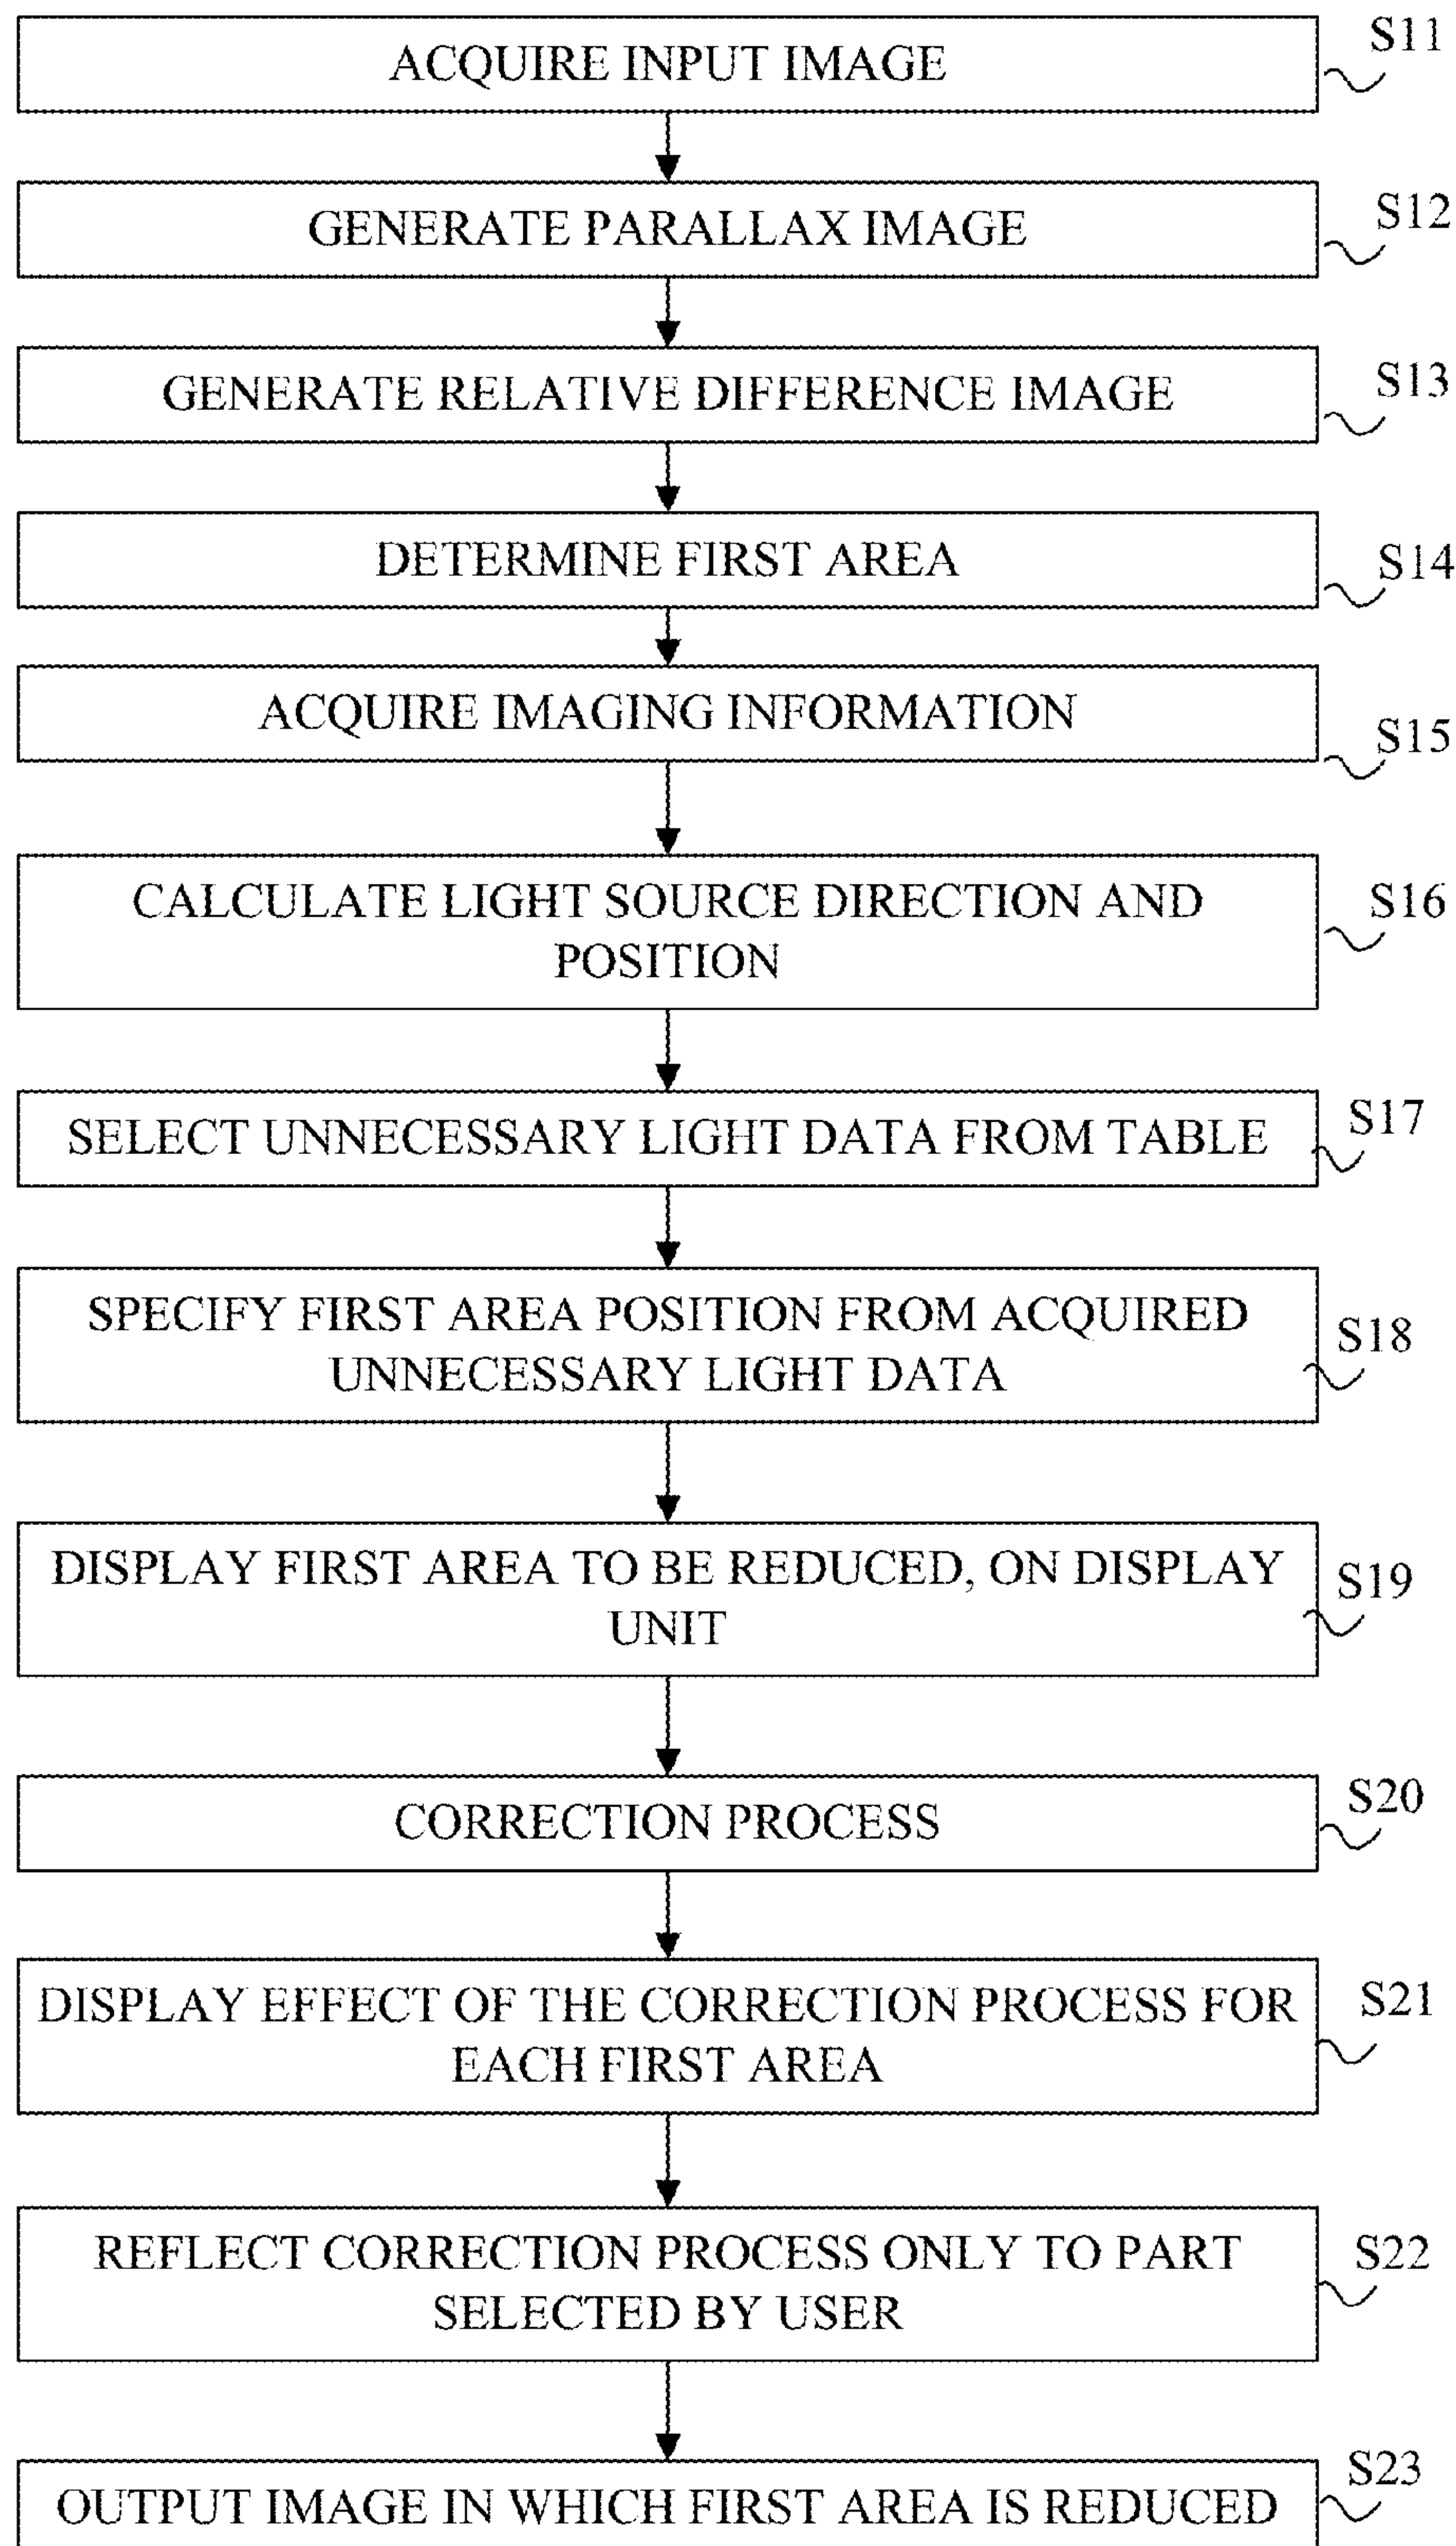 ACQUIRE INPUT IMAGE
S11
GENERATE PARALLAX IMAGE
S12
GENERATE RELATIVE DIFFERENCE IMAGE
S13
DETERMINE FIRST AREA
S14
ACQUIRE IMAGING INFORMATION
S15
CALCULATE LIGHT SOURCE DIRECTION AND
POSITION
S16
SELECT UNNECESSARY LIGHT DATA FROM TABLE
S17
SPECIFY FIRST AREA POSITION FROM ACQUIRED
UNNECESSARY LIGHT DATA
S18
DISPLAY FIRST AREA TO BE REDUCED, ON DISPLAY
UNIT
S19
CORRECTION PROCESS
S20
DISPLAY EFFECT OF THE CORRECTION PROCESS FOR
EACH FIRST AREA
S21
REFLECT CORRECTION PROCESS ONLY TO PART
SELECTED BY USER
S22
OUTPUT IMAGE IN WHICH FIRST AREA IS REDUCED
S23